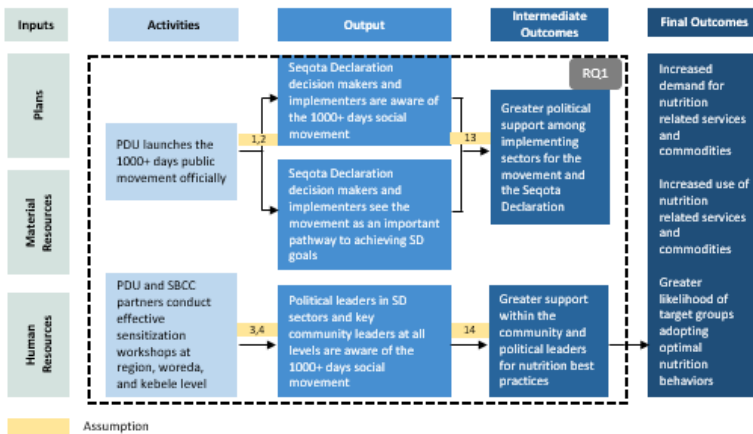 Inputs
Activities
Output
Intermediate
Outcomes
Final Outcomes
Plans
Material
Resources
Human
Resources
PDU launches the
1000+ days public
movement officially
PDU and SBCC
partners conduct
effective
sensitization
workshops at
region, woreda,
and kebele level
1,2
3,4
Seqota Declaration
decision makers and
implementers are aware of
the 1000+ days social
movement
Seqota Declaration
decision makers and
implementers see the
movement as an important
pathway to achieving SD
goals
Political leaders in SD
sectors and key
community leaders at all
levels are aware of the
1000+ days social
movement
13
14
RQ1
Greater political
support among
implementing
sectors for the
movement and
the Seqota
Declaration
Greater support
within the
community and
political leaders
for nutrition best
practices
Increased
demand for
nutrition
related services
and
commodities
Increased use of
nutrition
related services
and
commodities
Greater
likelihood of
target groups
adopting
optimal
nutrition
behaviors
Assumption